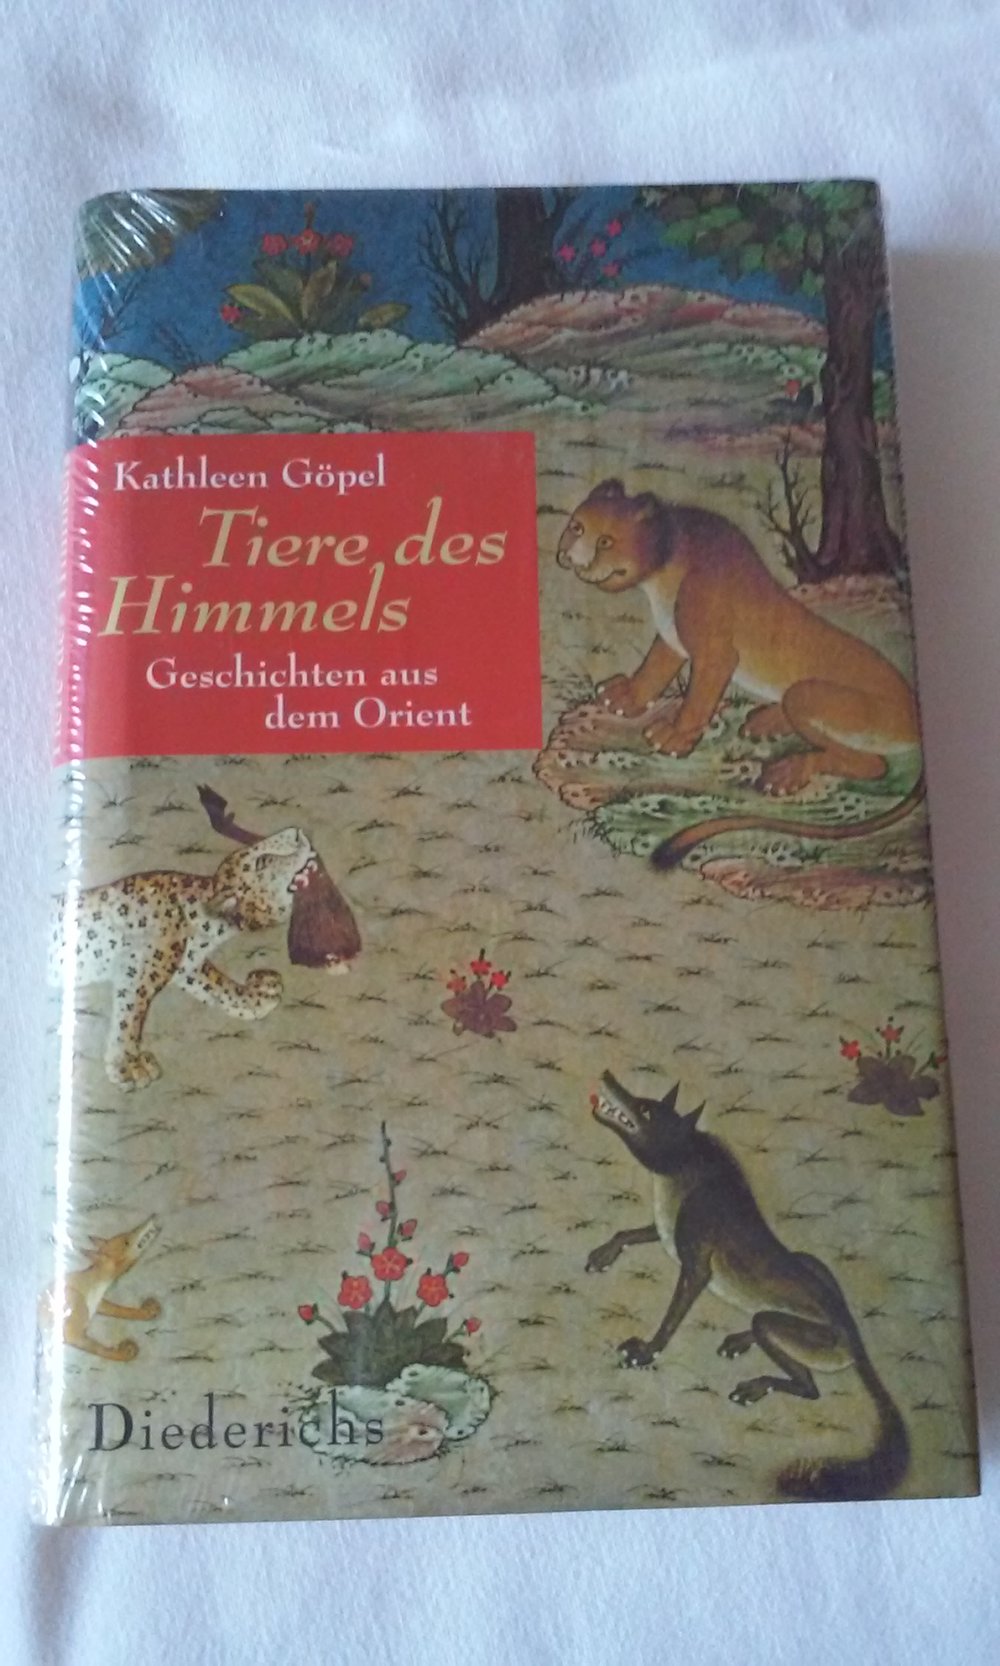 Kathleen Göpel
Tiere des
Himmels
Geschichten aus
dem Orient
Diederichs